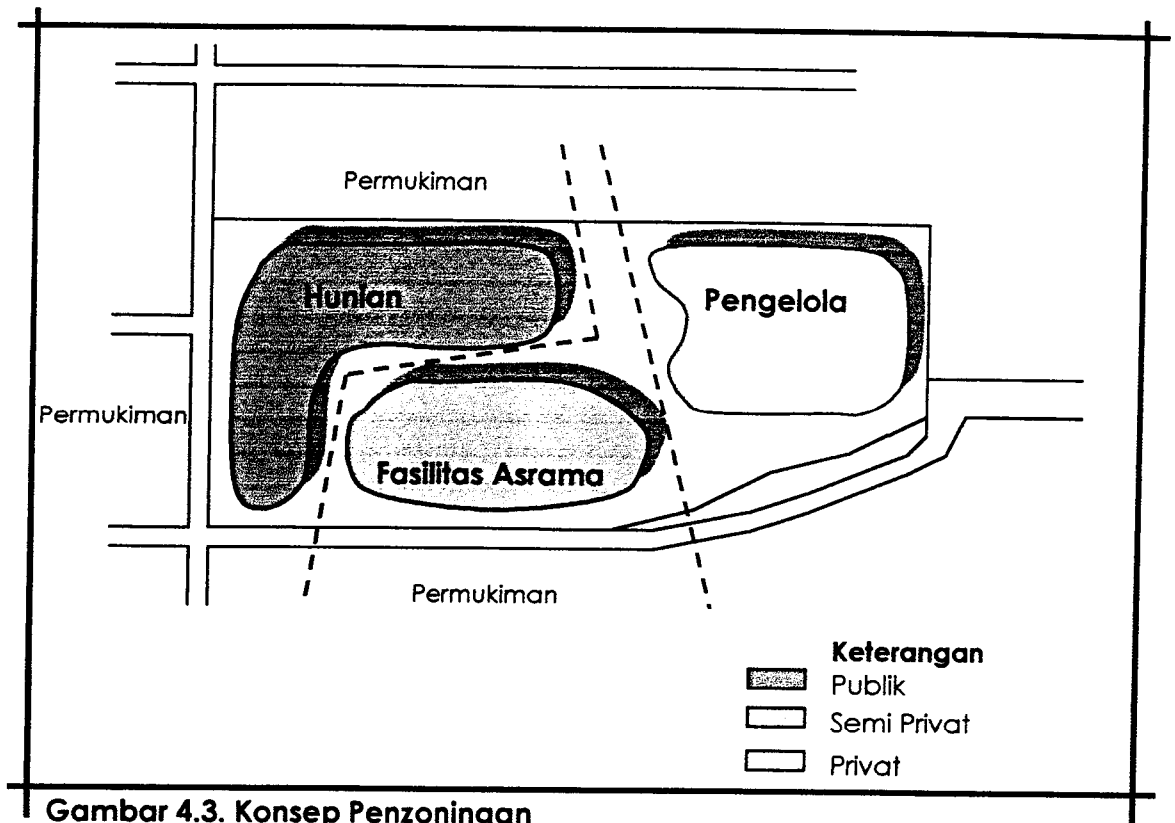 Permukiman
Hunian
Pengelola
Permukiman
Fasilitas Asrama
Permukiman
Keterangan
Publik
Semi Privat
Privat
Gambar 4.3. Konsep Penzoningan